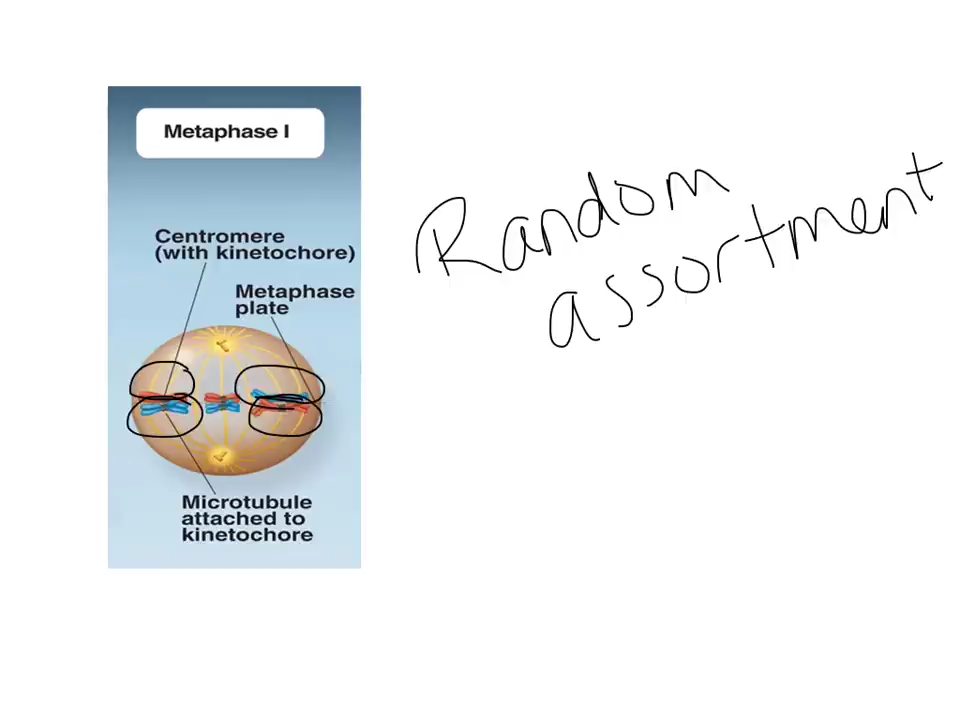 Metaphase I
Centromere
(with kinetochore)
Metaphase
plate
Microtubule
attached to
kinetochore
Random
assortment